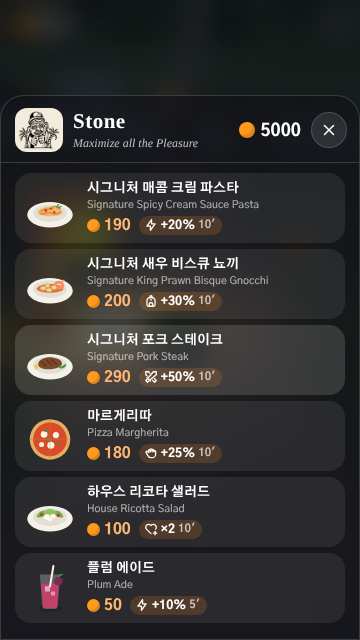 Stone
Maximize all the Pleasure
5000
시그니처 매콤 크림 파스타
Signature Spicy Cream Sauce Pasta
190 +20% 10′
시그니처 새우 비스큐 뇨끼
Signature King Prawn Bisque Gnocchi
200 +30% 10′
시그니처 포크 스테이크
Signature Pork Steak
290 +50% 10′
마르게리따
Pizza Margherita
180 +25% 10′
하우스 리코타 샐러드
House Ricotta Salad
100 ×2 10′
플럼 에이드
Plum Ade
50 +10% 5′